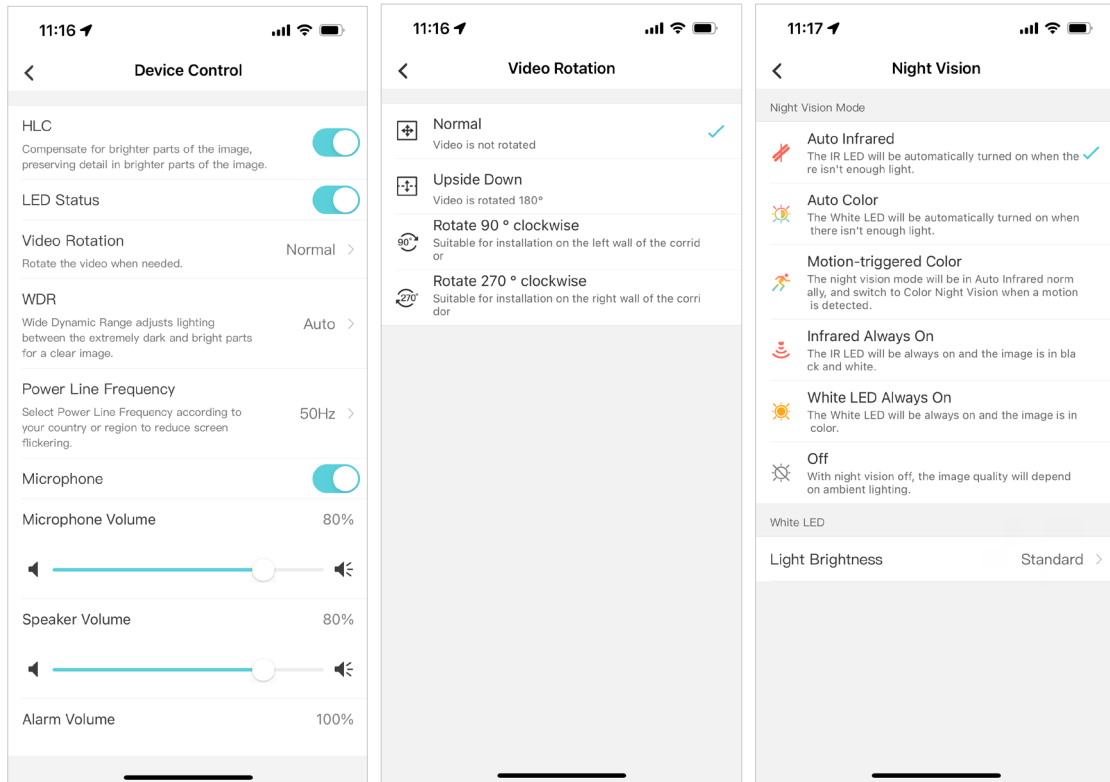 11:16
Device Control
HLC
Compensate for brighter parts of the image,
preserving detail in brighter parts of the image.
LED Status
Video Rotation
Rotate the video when needed.
Normal
WDR
Wide Dynamic Range adjusts lighting
between the extremely dark and bright parts
for a clear image.
Auto
Power Line Frequency
Select Power Line Frequency according to
your country or region to reduce screen
flickering.
50Hz
Microphone
Microphone Volume 80%
Speaker Volume 80%
Alarm Volume 100%
11:16
Video Rotation
Normal
Video is not rotated
Upside Down
Video is rotated 180°
90°
Rotate 90 ° clockwise
Suitable for installation on the left wall of the corrid
or
270°
Rotate 270 ° clockwise
Suitable for installation on the right wall of the corri
dor
11:17
Night Vision
Night Vision Mode
Auto Infrared
The IR LED will be automatically turned on when the
re isn't enough light.
Auto Color
The White LED will be automatically turned on when
there isn't enough light.
Motion-triggered Color
The night vision mode will be in Auto Infrared norm
ally, and switch to Color Night Vision when a motion
is detected.
Infrared Always On
The IR LED will be always on and the image is in bla
ck and white.
White LED Always On
The White LED will be always on and the image is in
color.
Off
With night vision off, the image quality will depend
on ambient lighting.
White LED
Light Brightness Standard